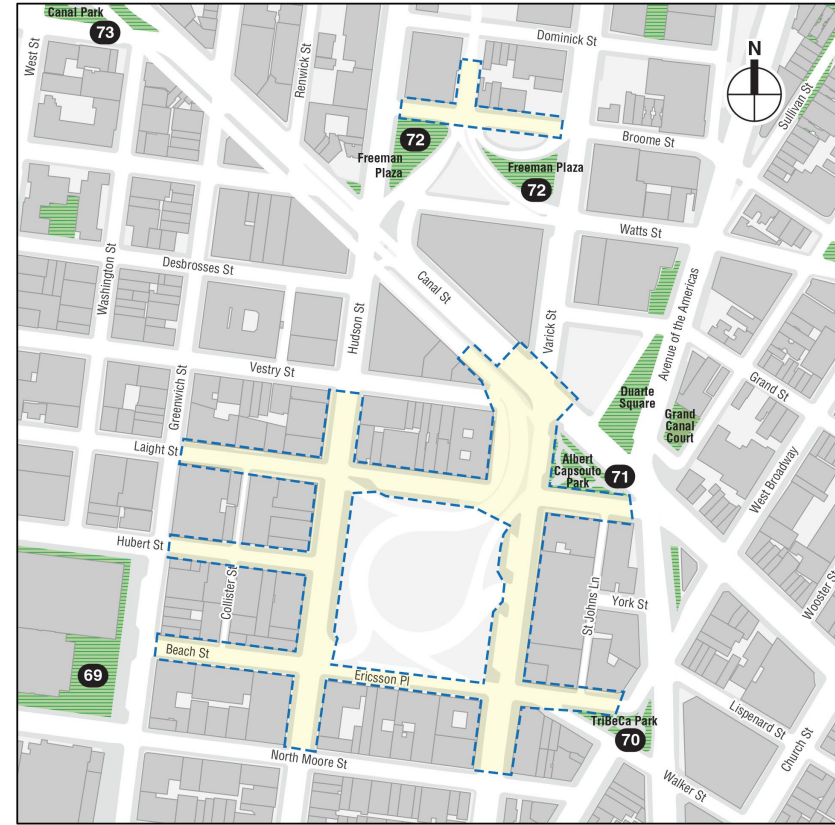 Canal Park
73
West St
Renwick St
Dominick St
N
Sullivan St
72
Freeman
Plaza
Freeman Plaza
72
Broome St
Watts St
Washington St
Desbrosses St
Canal St
Hudson St
Varick St
Avenue of the Americas
Vestry St
Greenwich St
Duarte
Square
Grand St
Grand
Canal
Court
Laight St
Albert
Capsouto
Park
71
West Broadway
Hubert St
Collister St
St Johns' Ln
York St
Wooster St
Beach St
Ericsson Pl
69
TriBeCa Park
70
Lispenard St
Church St
North Moore St
Walker St